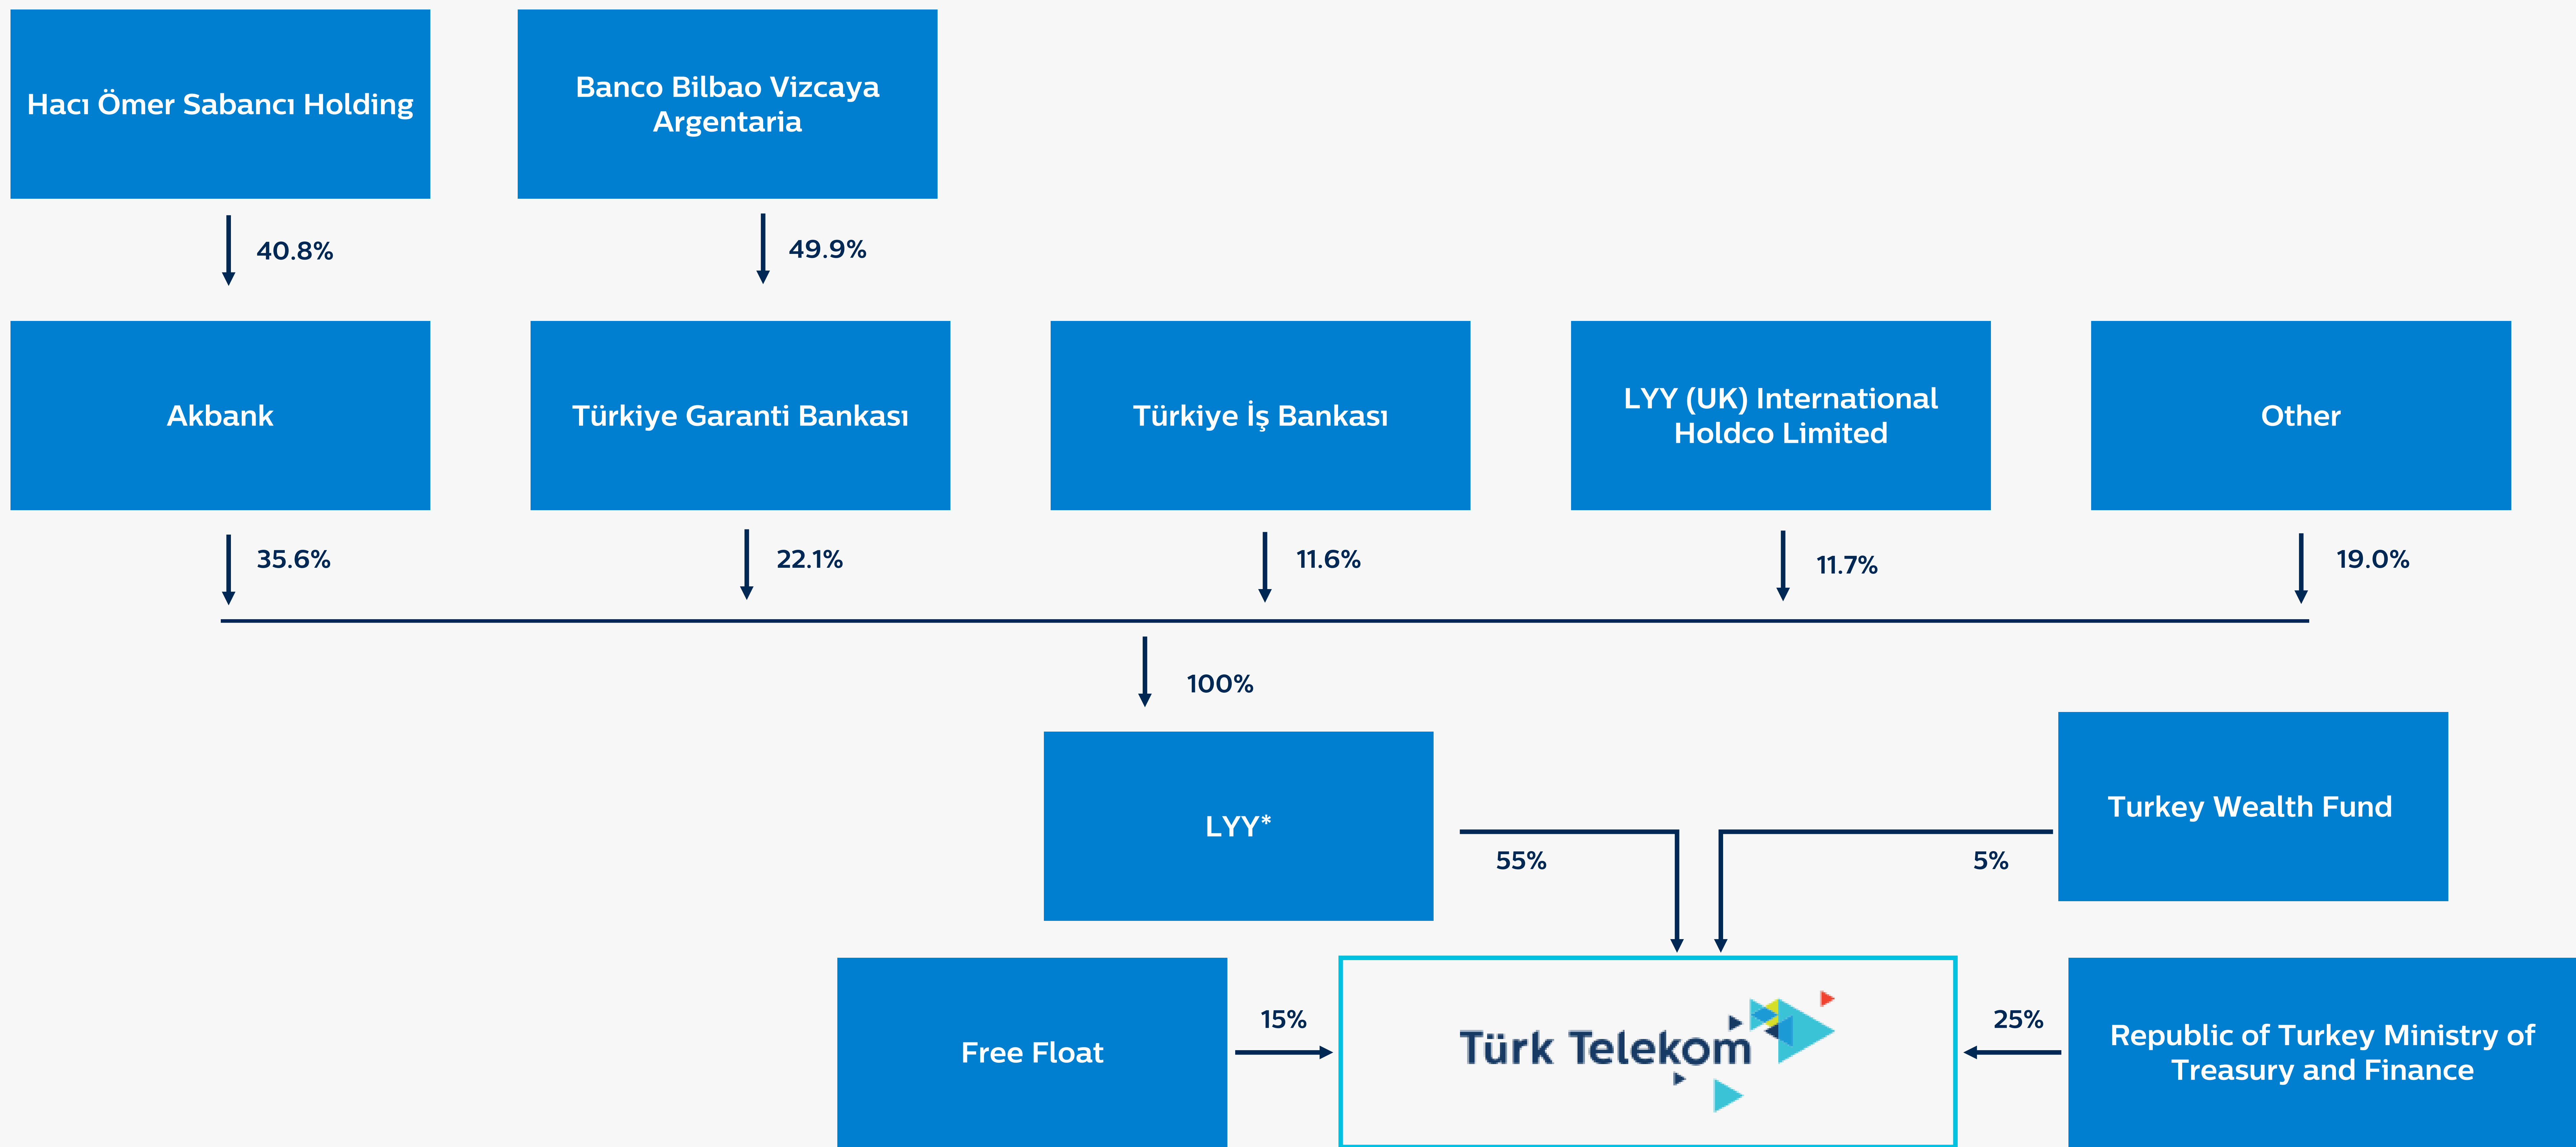 Hacı Ömer Sabancı Holding
Banco Bilbao Vizcaya
Argentaria
40.8%
49.9%
Akbank
Türkiye Garanti Bankası
Türkiye İş Bankası
LYY (UK) International
Holdco Limited
Other
35.6%
22.1%
11.6%
11.7%
19.0%
100%
LYY*
Turkey Wealth Fund
55%
5%
Free Float
15%
Türk Telekom
25%
Republic of Turkey Ministry of
Treasury and Finance